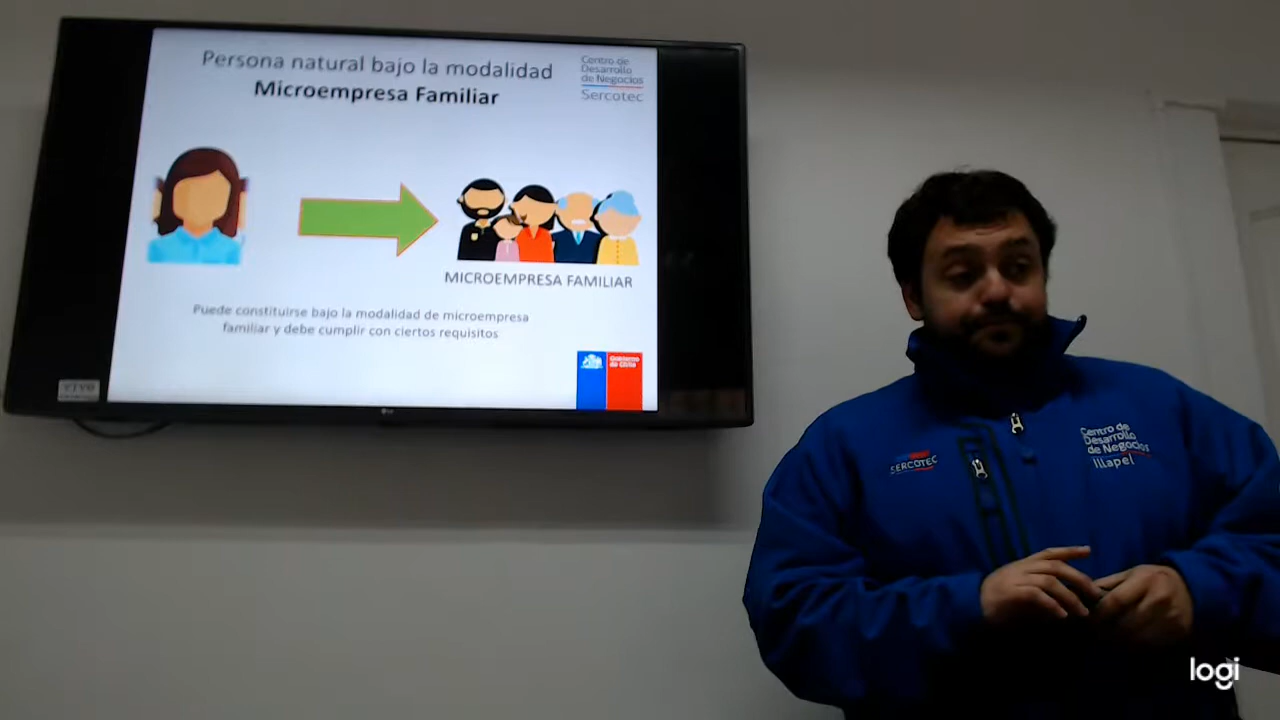 Persona natural bajo la modalidad
Microempresa Familiar
Centro de
Desarrollo
de Negocios
Sercotec
MICROEMPRESA FAMILIAR
Puede constituirse bajo la modalidad de microempresa
familiar y debe cumplir con ciertos requisitos
Gobierno
de Chile
LG
SERCOTEC
Centro de
Desarrollo
de Negocios
Illapel
logi